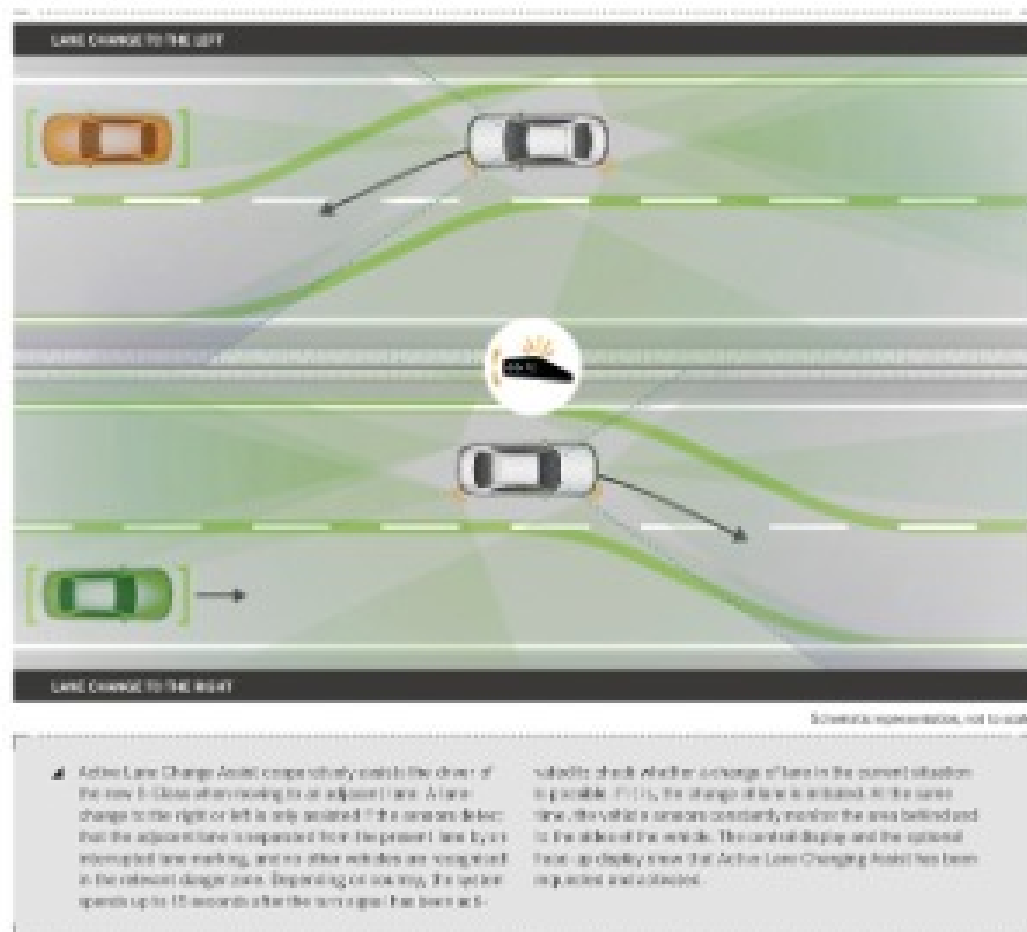 LANE CHANGE TO THE LEFT
LANE CHANGE TO THE RIGHT
Schematic representation, not to scale
Active Lane Change Assist cooperatively assists the driver of
the new S-Class when moving to an adjacent lane. A lane
change to the right or left is only assisted if the sensors detect
that the adjacent lane is separated from the present lane by an
interrupted lane marking, and no other vehicles are recognised
in the relevant danger zone. Depending on country, the system
spends up to 15 seconds after the turn signal has been acti-
vated to check whether a change of lane in the current situation
is possible. If it is, the change of lane is initiated. At the same
time, the vehicle sensors constantly monitor the area behind and
to the sides of the vehicle. The central display and the optional
head-up display show that Active Lane Changing Assist has been
requested and activated.